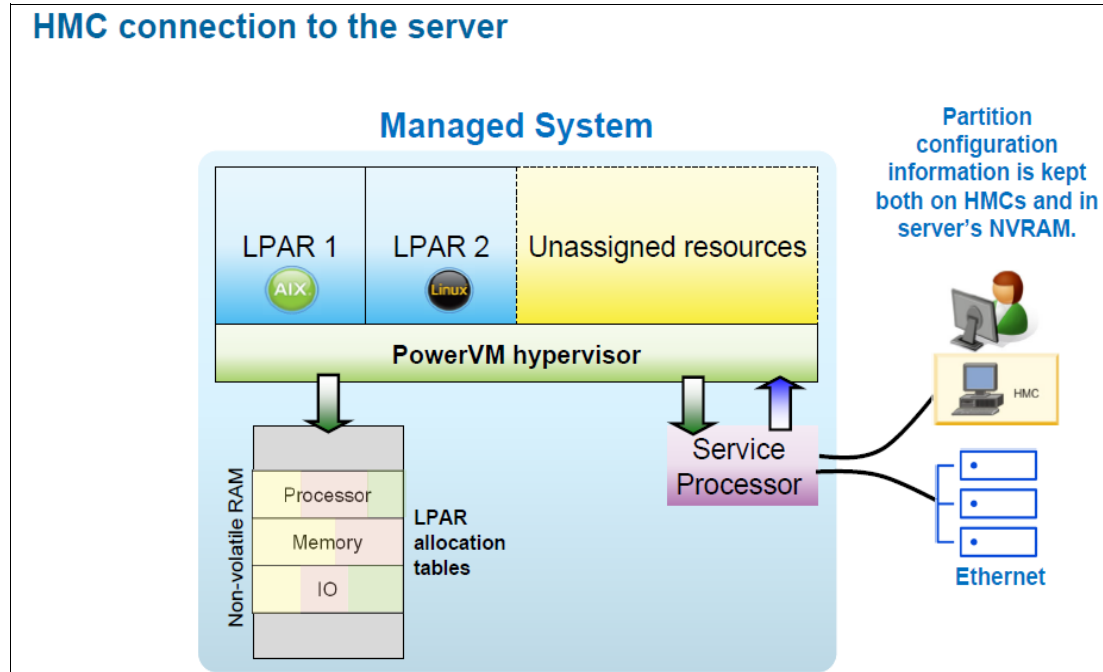 HMC connection to the server
Managed System
Partition
configuration
information is kept
both on HMCs and in
server's NVRAM.
LPAR 1
LPAR 2
Unassigned resources
AIX
Linux
PowerVM hypervisor
HMC
Service
Processor
Non-volatile RAM
Processor
Memory
IO
LPAR
allocation
tables
Ethernet